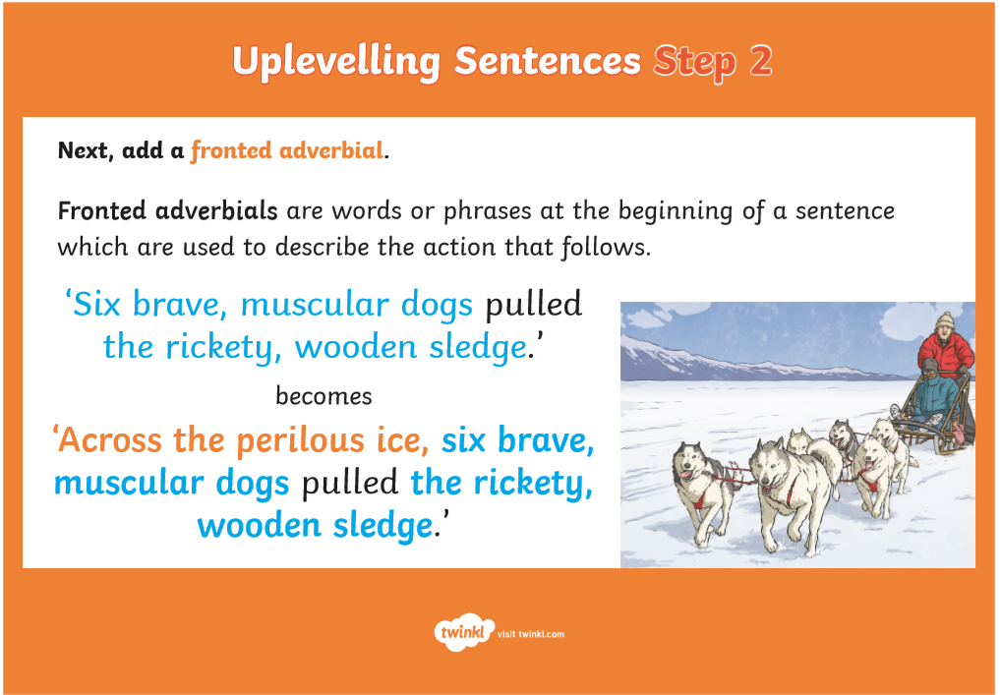 Uplevelling Sentences Step 2
Next, add a fronted adverbial.
Fronted adverbials are words or phrases at the beginning of a sentence
which are used to describe the action that follows.
‘Six brave, muscular dogs pulled
the rickety, wooden sledge.’
becomes
‘Across the perilous ice, six brave,
muscular dogs pulled the rickety,
wooden sledge.’
twinkl visit twinkl.com